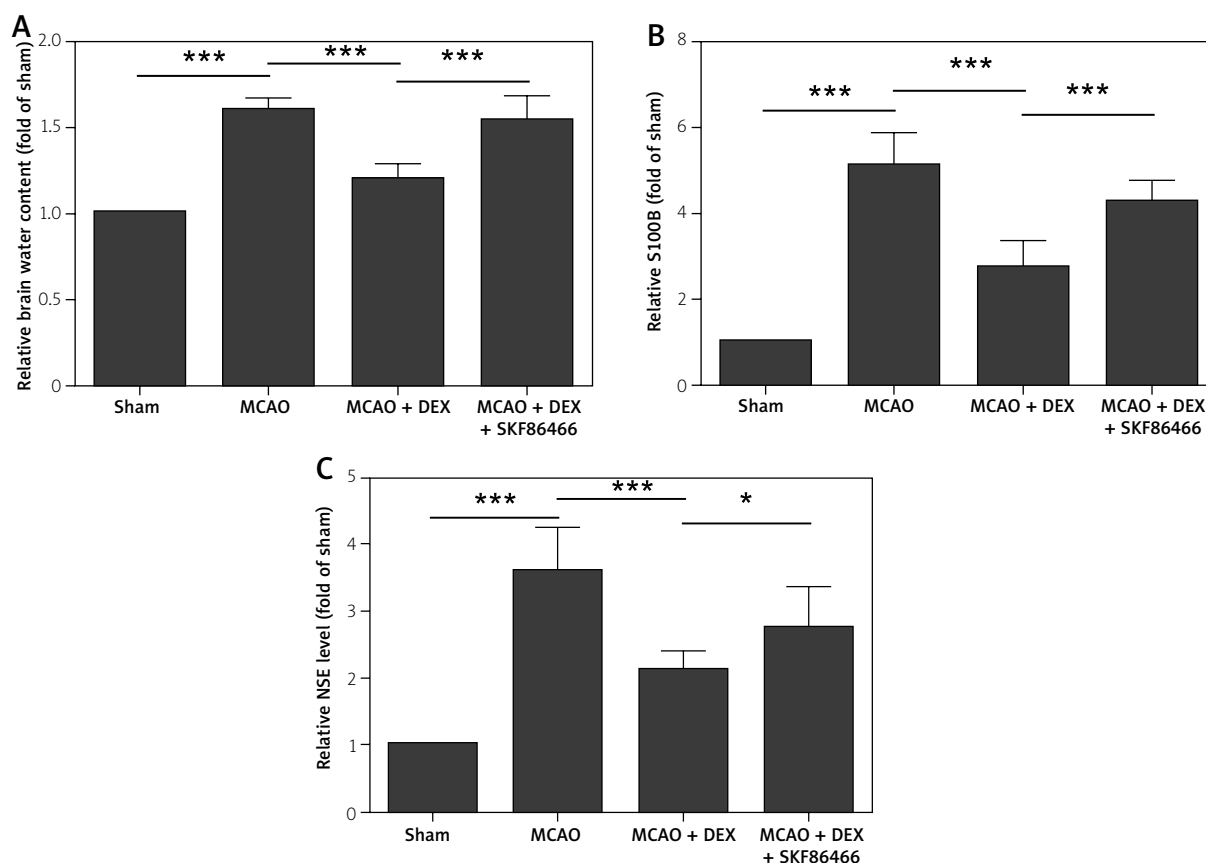 A
Relative brain water content (fold of sham)
2.0
1.5
1.0
0.5
0
***
***
***
Sham
MCAO
MCAO + DEX
MCAO + DEX
+ SKF86466
B
Relative S100B (fold of sham)
8
6
4
2
0
***
***
***
Sham
MCAO
MCAO + DEX
MCAO + DEX
+ SKF86466
C
Relative NSE level (fold of sham)
5
4
3
2
1
0
***
***
*
Sham
MCAO
MCAO + DEX
MCAO + DEX
+ SKF86466